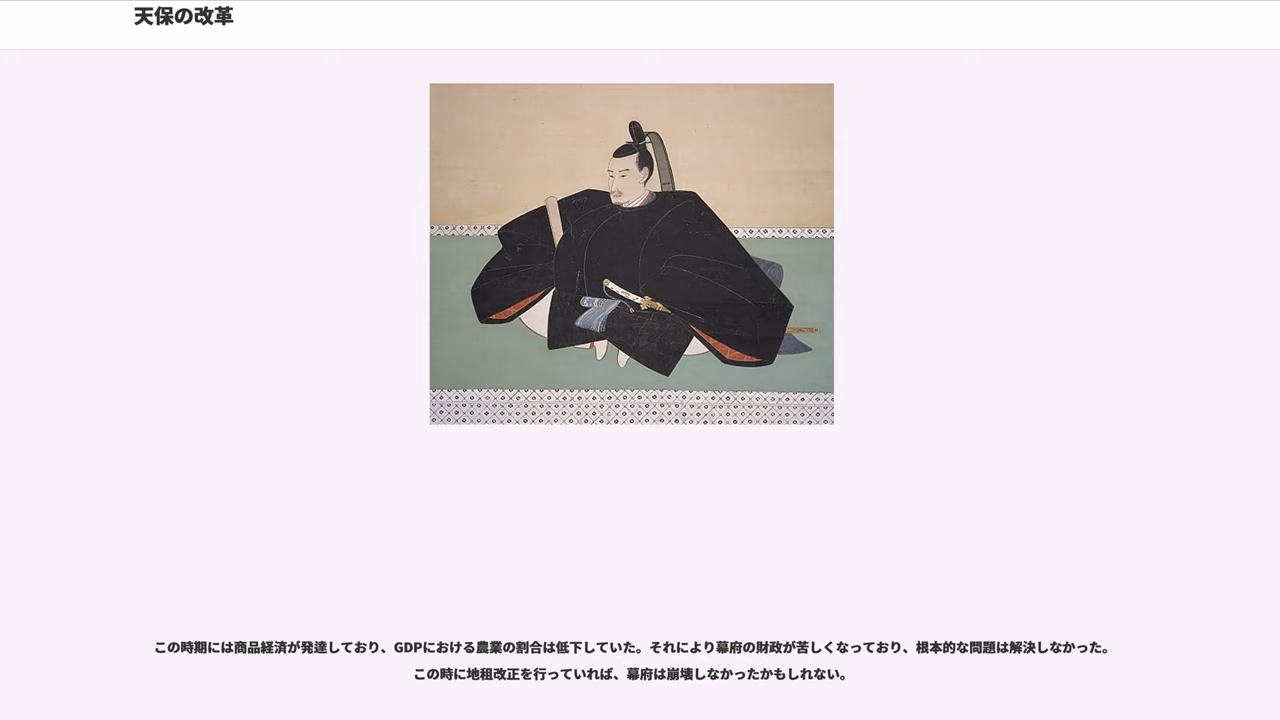 天保の改革
この時期には商品経済が発達しており、GDPにおける農業の割合は低下していた。それにより幕府の財政が苦しくなっており、根本的な問題は解決しなかった。
この時に地租改正を行っていれば、幕府は崩壊しなかったかもしれない。